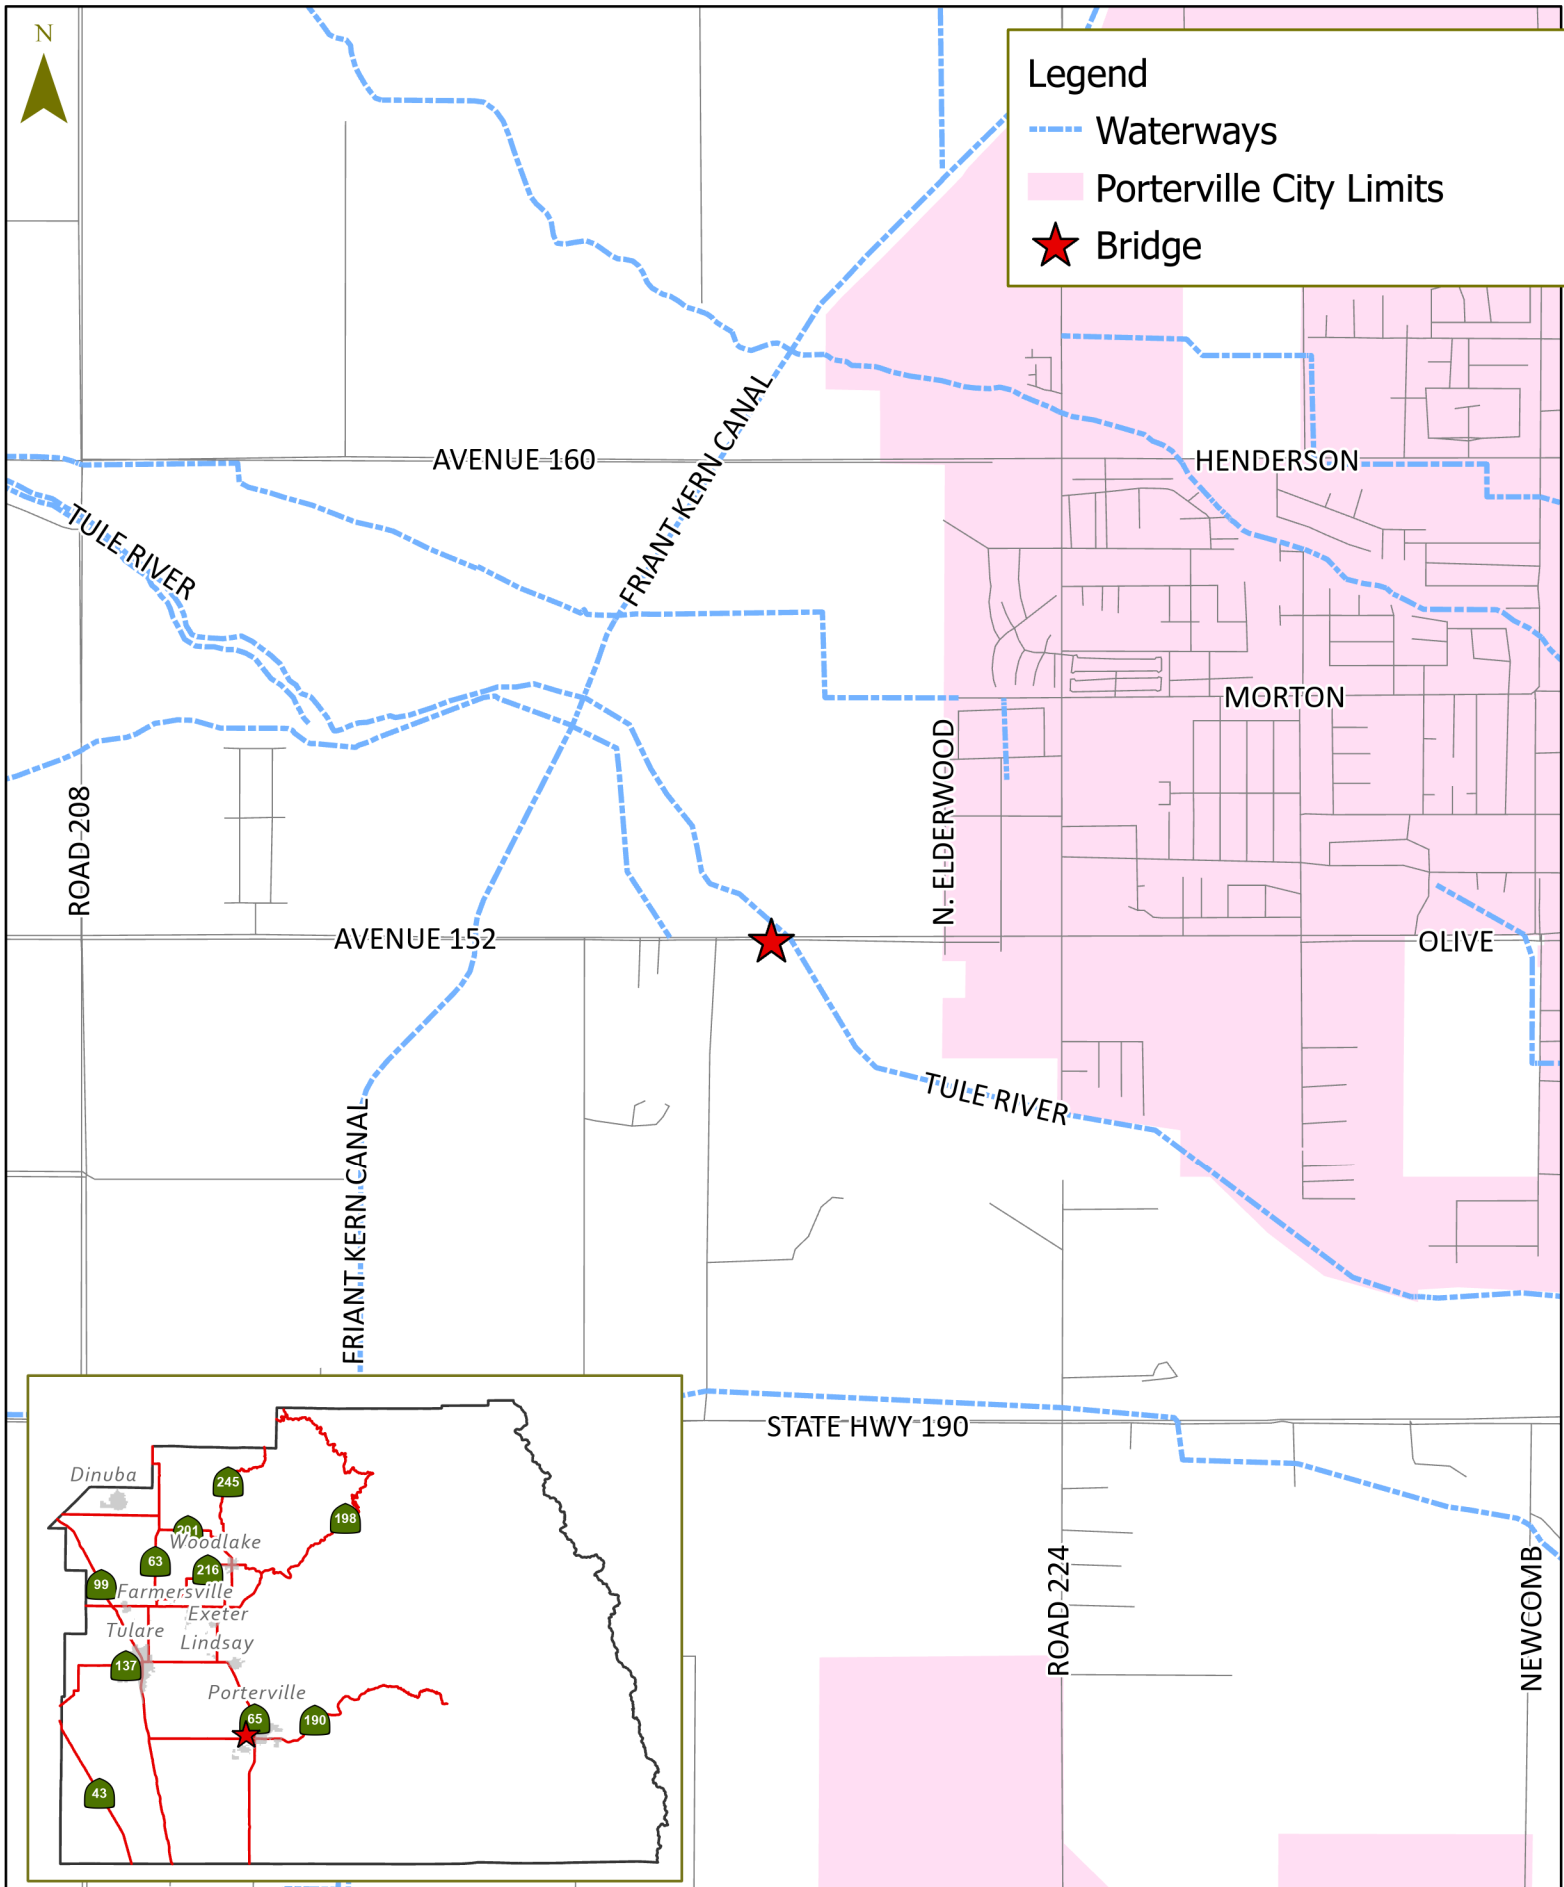 N
Legend
Waterways
Porterville City Limits
Bridge
FRIANT KERN CANAL
AVENUE 160
HENDERSON
TULE RIVER
MORTON
N. ELDERWOOD
ROAD 208
AVENUE 152
OLIVE
TULE RIVER
FRIANT KERN CANAL
STATE HWY 190
ROAD 224
NEWCOMB
Dinuba
245
198
201
Woodlake
63
216
99
Farmersville
Exeter
Tulare
Lindsay
137
Porterville
65
190
43